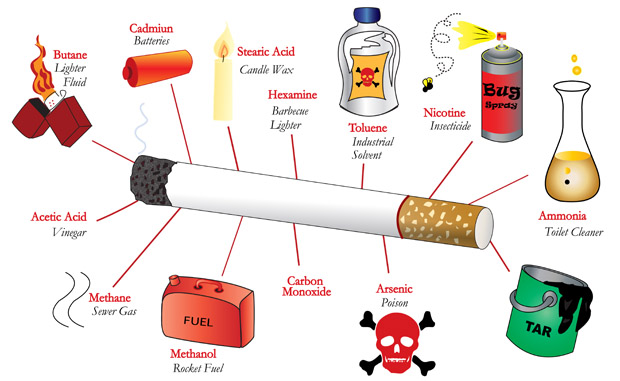 Butane
Lighter
Fluid
Cadmiun
Batteries
Stearic Acid
Candle Wax
Hexamine
Barbecue
Lighter
Toluene
Industrial
Solvent
Nicotine
Insecticide
Bug
Spray
Ammonia
Toilet Cleaner
Acetic Acid
Vinegar
Methane
Sewer Gas
FUEL
Methanol
Rocket Fuel
Carbon
Monoxide
Arsenic
Poison
TAR